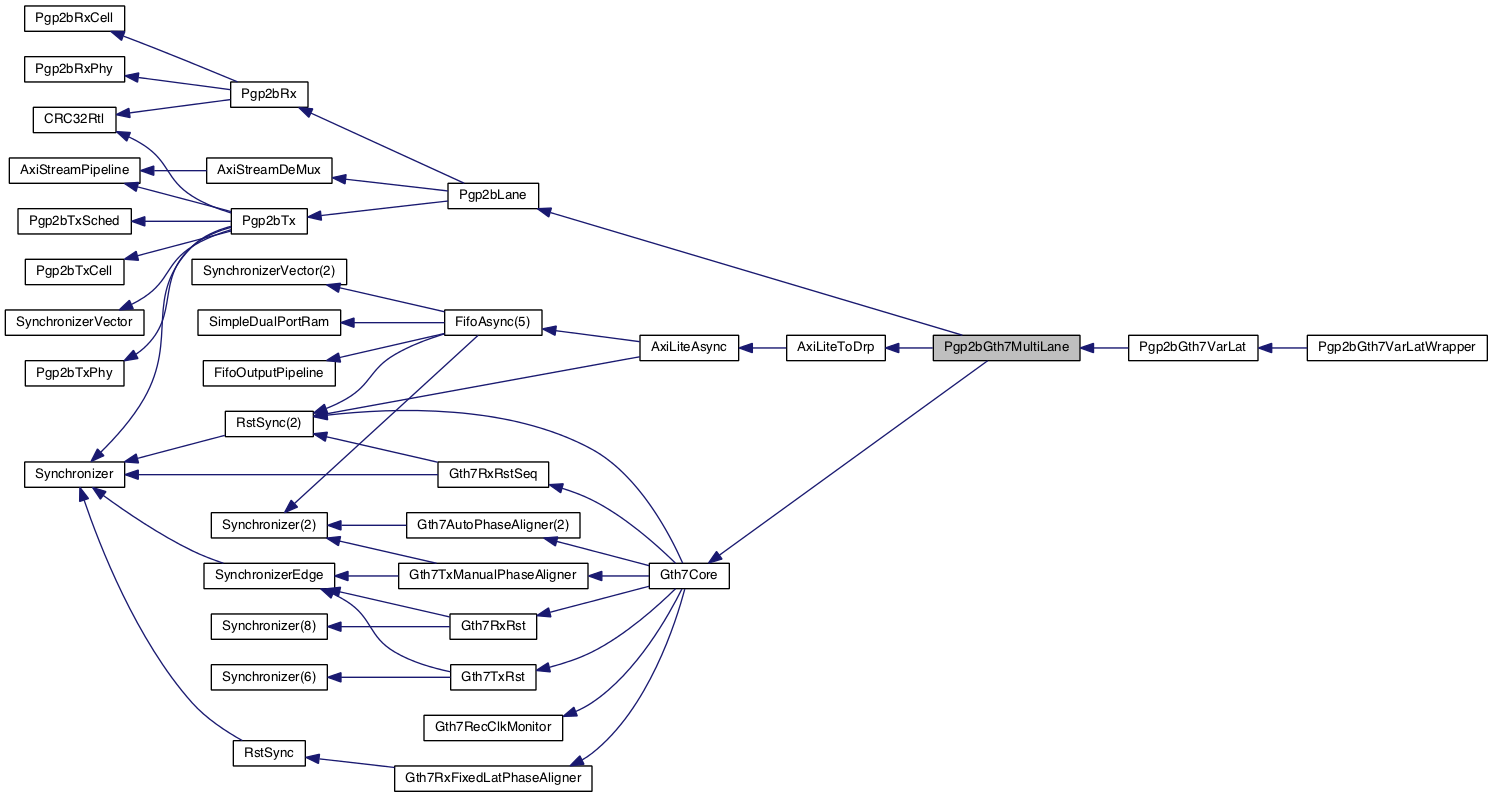 Pgp2bRxCell
Pgp2bRxPhy
Pgp2bRx
CRC32Rtl
AxiStreamPipeline
AxiStreamDeMux
Pgp2bLane
Pgp2bTxSched
Pgp2bTx
Pgp2bTxCell
SynchronizerVector(2)
SynchronizerVector
SimpleDualPortRam
FifoAsync(5)
AxiLiteAsync
AxiLiteToDrp
Pgp2bGth7MultiLane
Pgp2bGth7VarLat
Pgp2bGth7VarLatWrapper
Pgp2bTxPhy
FifoOutputPipeline
RstSync(2)
Synchronizer
Gth7RxRstSeq
Synchronizer(2)
Gth7AutoPhaseAligner(2)
SynchronizerEdge
Gth7TxManualPhaseAligner
Gth7Core
Synchronizer(8)
Gth7RxRst
Synchronizer(6)
Gth7TxRst
Gth7RecClkMonitor
RstSync
Gth7RxFixedLatPhaseAligner